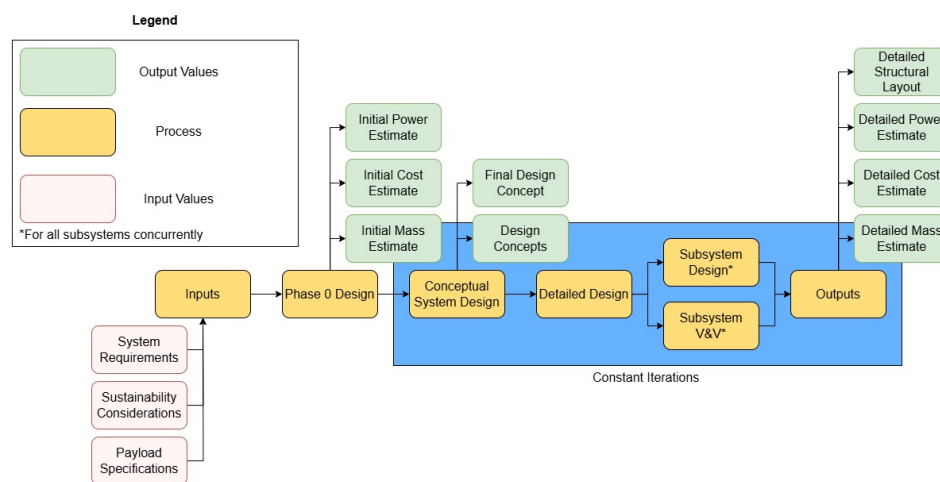 Legend
Output Values
Process
Input Values
*For all subsystems concurrently
Initial Power
Estimate
Initial Cost
Estimate
Initial Mass
Estimate
Final Design
Concept
Design
Concepts
Detailed
Structural
Layout
Detailed Power
Estimate
Detailed Cost
Estimate
Detailed Mass
Estimate
Inputs
Phase 0 Design
Conceptual
System Design
Detailed Design
Subsystem
Design*
Subsystem
V&V*
Outputs
Constant Iterations
System
Requirements
Sustainability
Considerations
Payload
Specifications